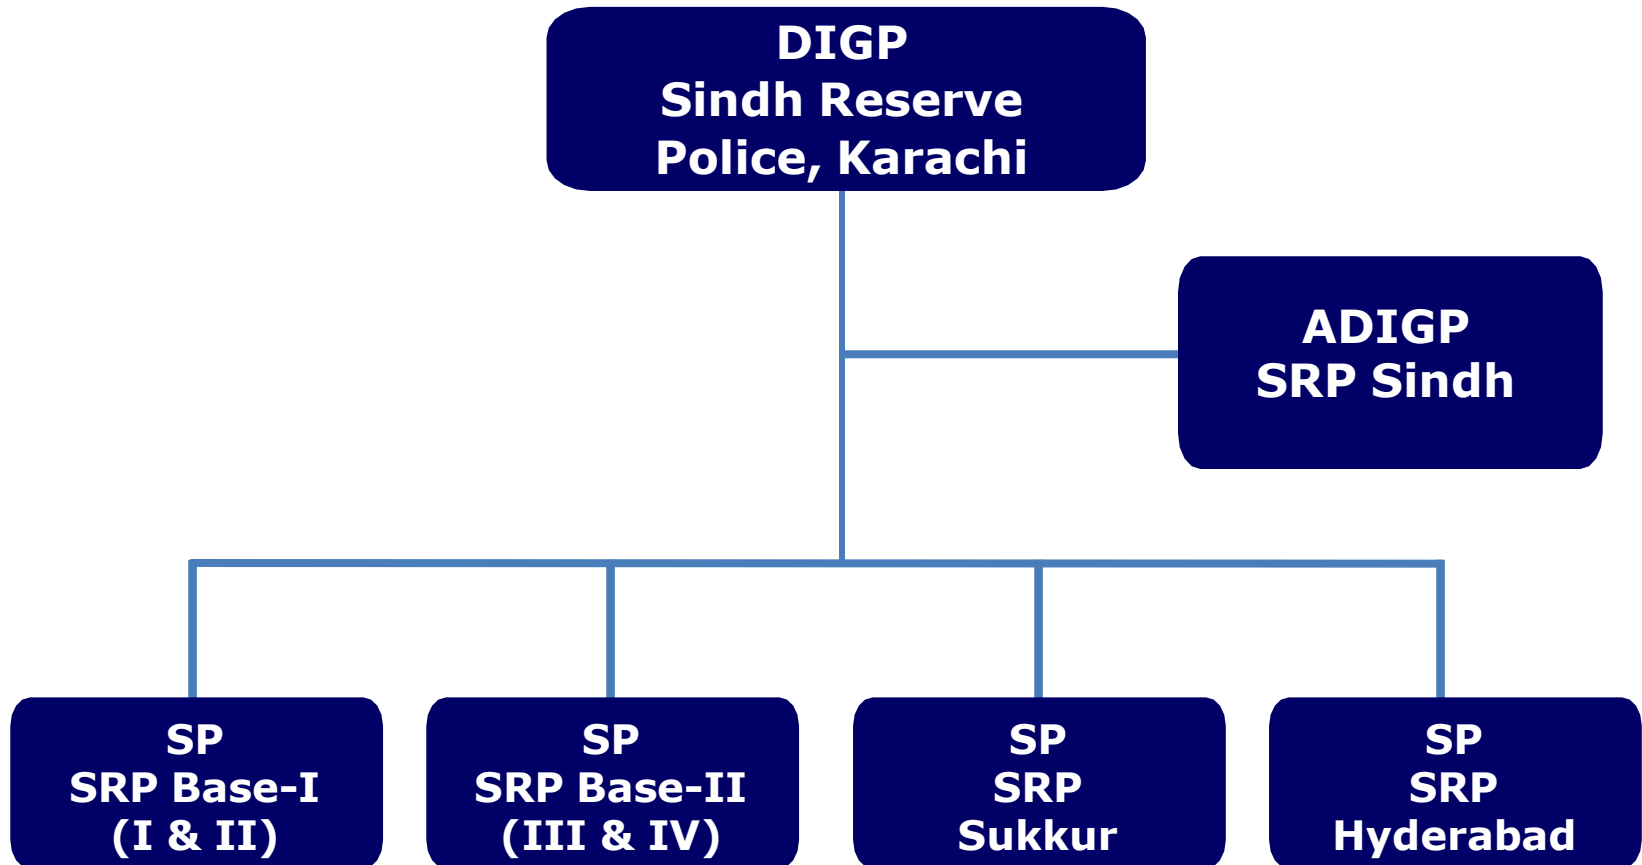 DIGP
Sindh Reserve
Police, Karachi
ADIGP
SRP Sindh
SP
SRP Base-I
(I & II)
SP
SRP Base-II
(III & IV)
SP
SRP
Sukkur
SP
SRP
Hyderabad